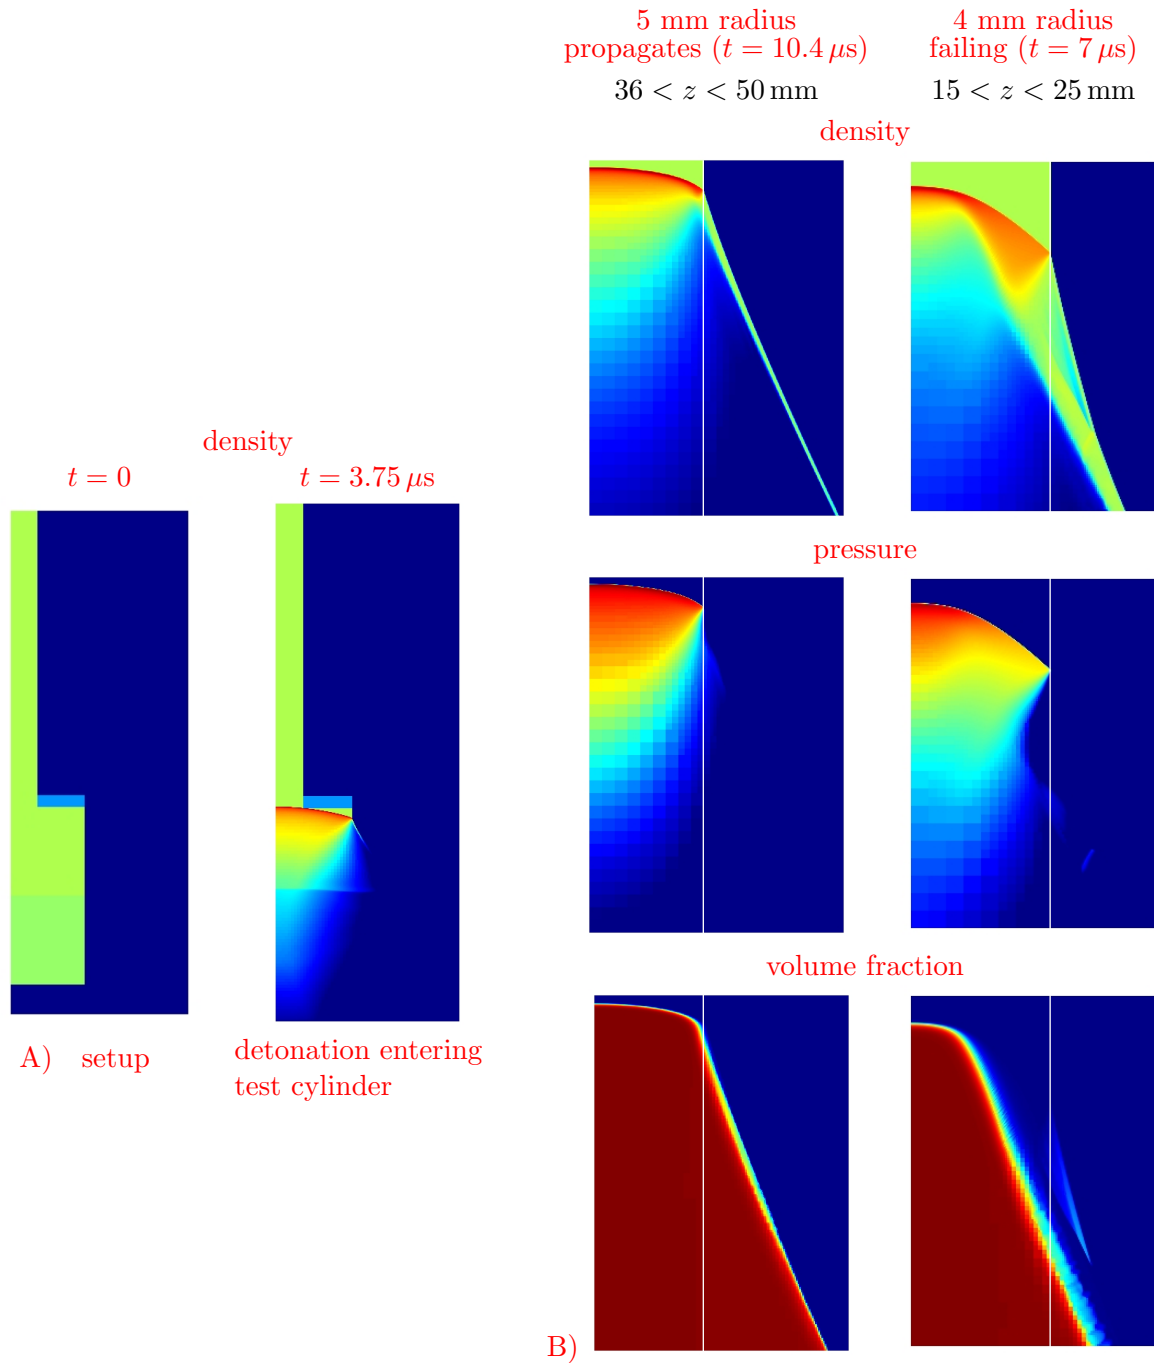 5 mm radius
propagates (t = 10.4 μs)
36 < z < 50 mm
4 mm radius
failing (t = 7 μs)
15 < z < 25 mm
density
density
t = 0
t = 3.75 μs
pressure
volume fraction
A) setup
detonation entering
test cylinder
B)